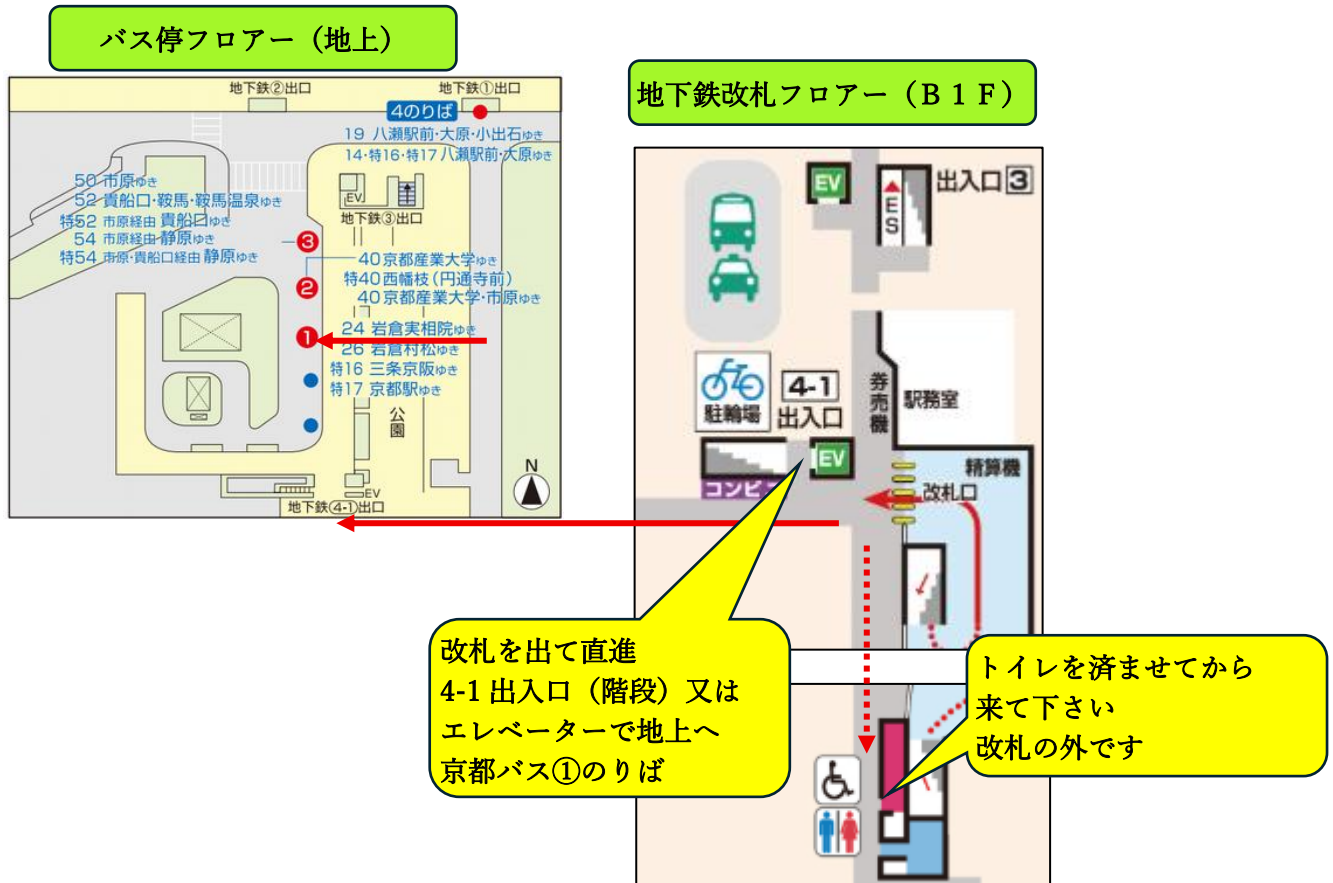 バス停フロアー（地上）
地下鉄②出口
地下鉄①出口
4のりば
19 八瀬駅前・大原・小出石ゆき
14・特16・特17 八瀬駅前・大原ゆき
50 市原ゆき
52 貴船口・鞍馬・鞍馬温泉ゆき
特52 市原経由 貴船口ゆき
54 市原経由 静原ゆき
特54 市原・貴船口経由 静原ゆき
EV
地下鉄③出口
3
2
40京都産業大学ゆき
特40西幡枝（円通寺前）
40京都産業大学・市原ゆき
1
24 岩倉実相院ゆき
26 岩倉村松ゆき
特16 三条京阪ゆき
特17 京都駅ゆき
公園
N
EV
地下鉄4-1出口
地下鉄改札フロアー（Ｂ１Ｆ）
EV
ES
出入口3
駐輪場
4-1
出入口
券売機
駅務室
EV
コンビ
精算機
改札口
改札を出て直進
4-1 出入口（階段）又は
エレベーターで地上へ
京都バス①のりば
トイレを済ませてから
来て下さい
改札の外です